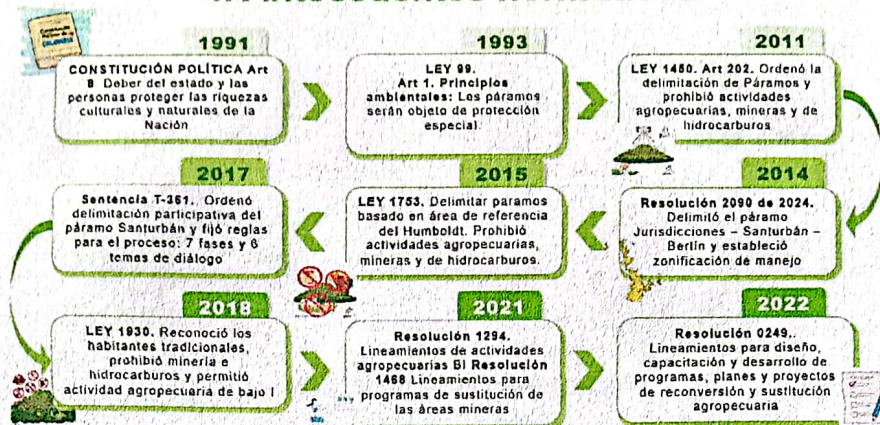 1991
CONSTITUCIÓN POLÍTICA Art
8 Deber del estado y las
personas proteger las riquezas
culturales y naturales de la
Nación
1993
LEY 99.
Art 1. Principios
ambientales: Los páramos
serán objeto de protección
especial.
2011
LEY 1450. Art 202. Ordenó la
delimitación de Páramos y
prohibió actividades
agropecuarias, mineras y de
hidrocarburos
2014
Resolución 2090 de 2024.
Delimitó el páramo
Jurisdicciones – Santurbán –
Berlín y estableció
zonificación de manejo
2015
LEY 1753. Delimitar paramos
basado en área de referencia
del Humboldt. Prohibió
actividades agropecuarias,
mineras y de hidrocarburos.
2017
Sentencia T-361. Ordenó
delimitación participativa del
páramo Santurbán y fijó reglas
para el proceso: 7 fases y 6
temas de diálogo
2018
LEY 1930. Reconoció los
habitantes tradicionales,
prohibió minería e
hidrocarburos y permitió
actividad agropecuaria de bajo I
2021
Resolución 1294.
Lineamientos de actividades
agropecuarias BI Resolución
1468 Lineamientos para
programas de sustitución de
las áreas mineras
2022
Resolución 0249..
Lineamientos para diseño,
capacitación y desarrollo de
programas, planes y proyectos
de reconversión y sustitución
agropecuaria